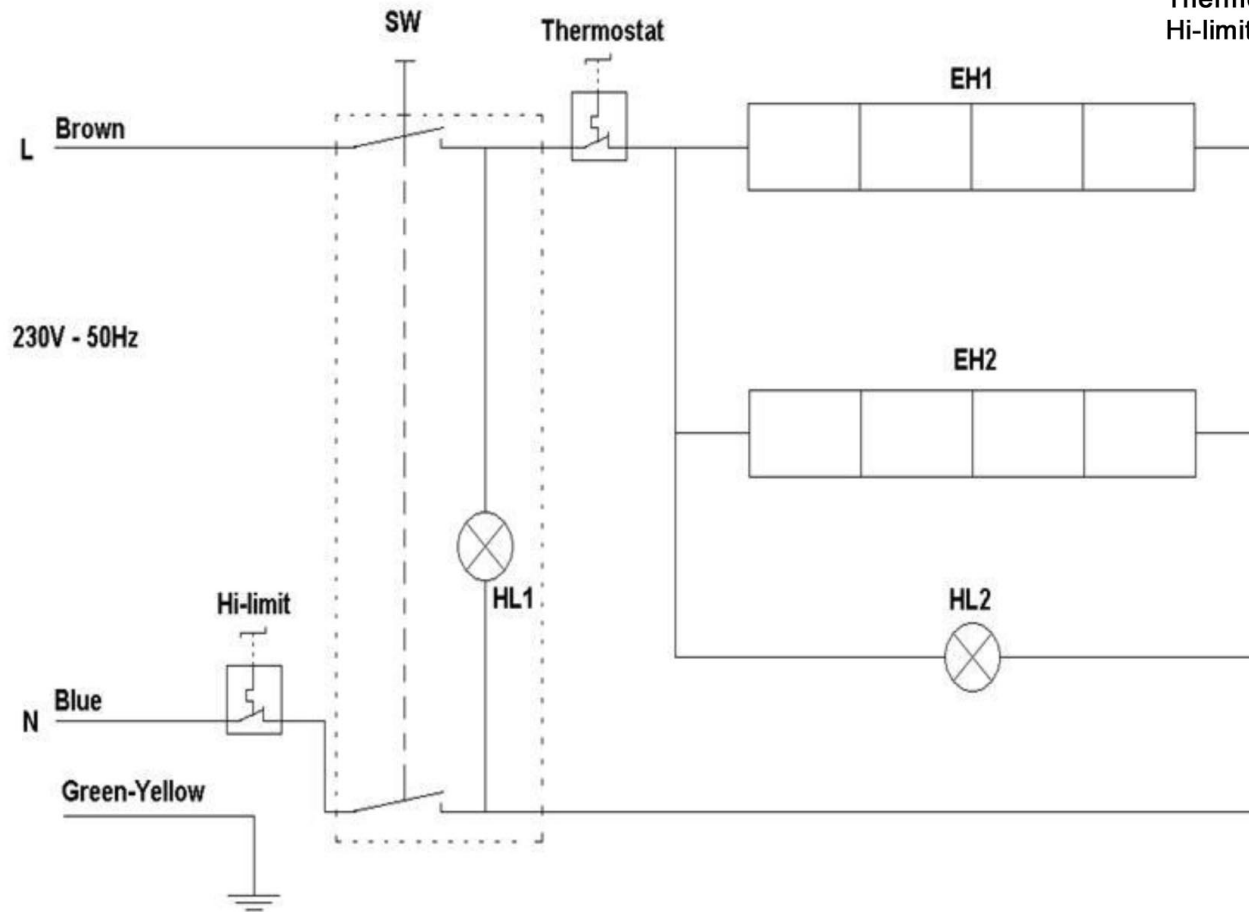 SW
Thermostat
Hi-limit
EH1
Brown
L
230V - 50Hz
EH2
HL1
HL2
Hi-limit
Blue
N
Green-Yellow